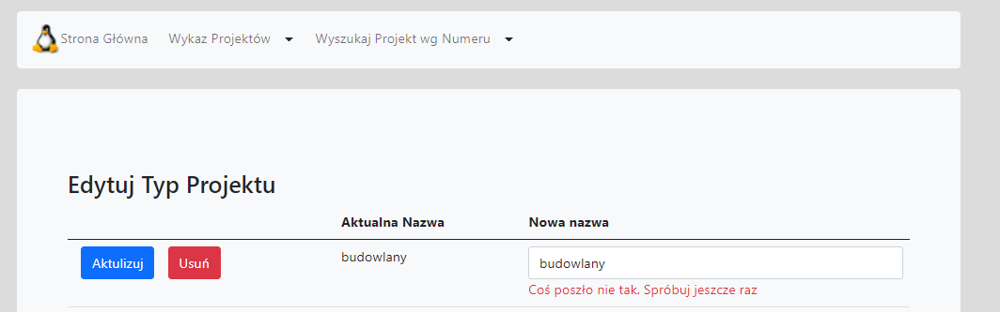 Strona Główna Wykaz Projektów Wyszukaj Projekt wg Numeru
Edytuj Typ Projektu
Aktualna Nazwa Nowa nazwa
Aktulizuj Usuń budowlany budowlany
Coś poszło nie tak. Spróbuj jeszcze raz